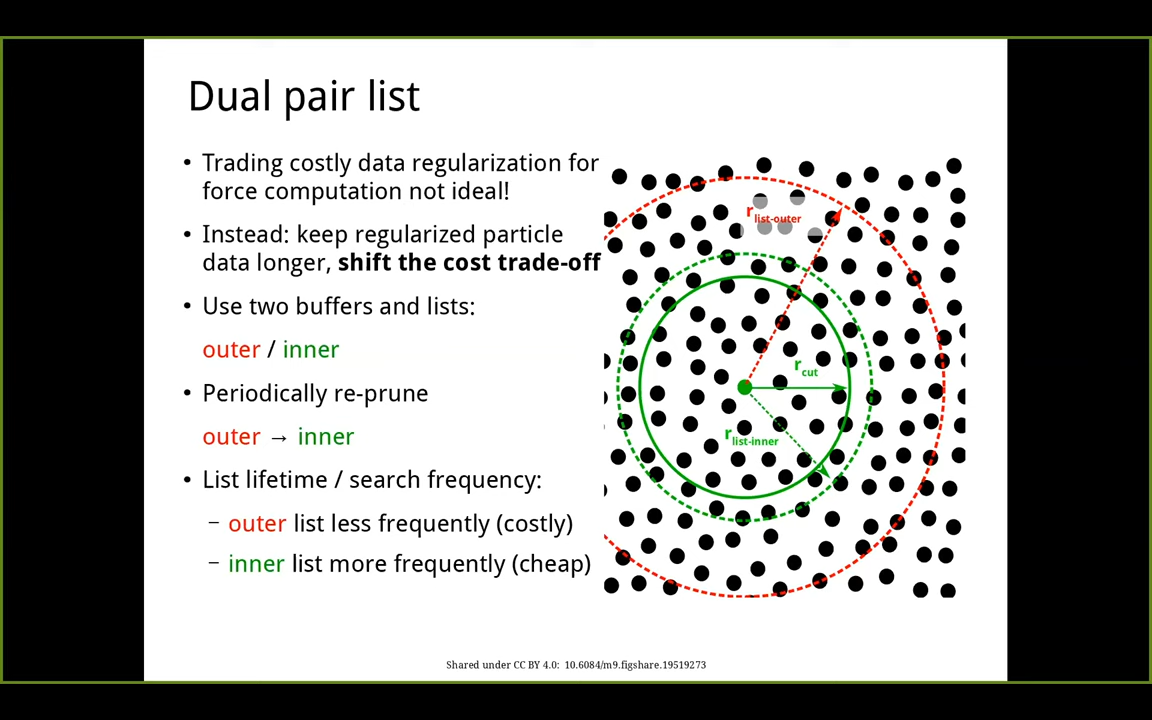 Dual pair list
• Trading costly data regularization for
force computation not ideal!
• Instead: keep regularized particle
data longer, shift the cost trade-off
• Use two buffers and lists:
outer / inner
• Periodically re-prune
outer → inner
• List lifetime / search frequency:
– outer list less frequently (costly)
– inner list more frequently (cheap)
r list-outer
r cut
r list-inner
Shared under CC BY 4.0: 10.6084/m9.figshare.19519273